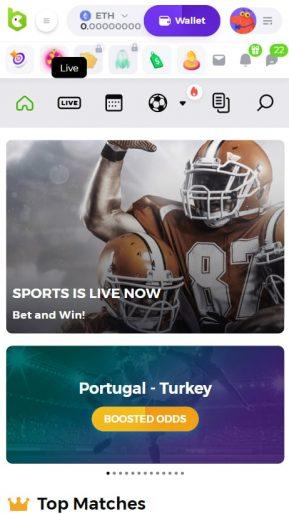 ETH
Wallet
0.00000000
22
Live
LIVE
87
SPORTS IS LIVE NOW
Bet and Win!
Portugal - Turkey
BOOSTED ODDS
Top Matches